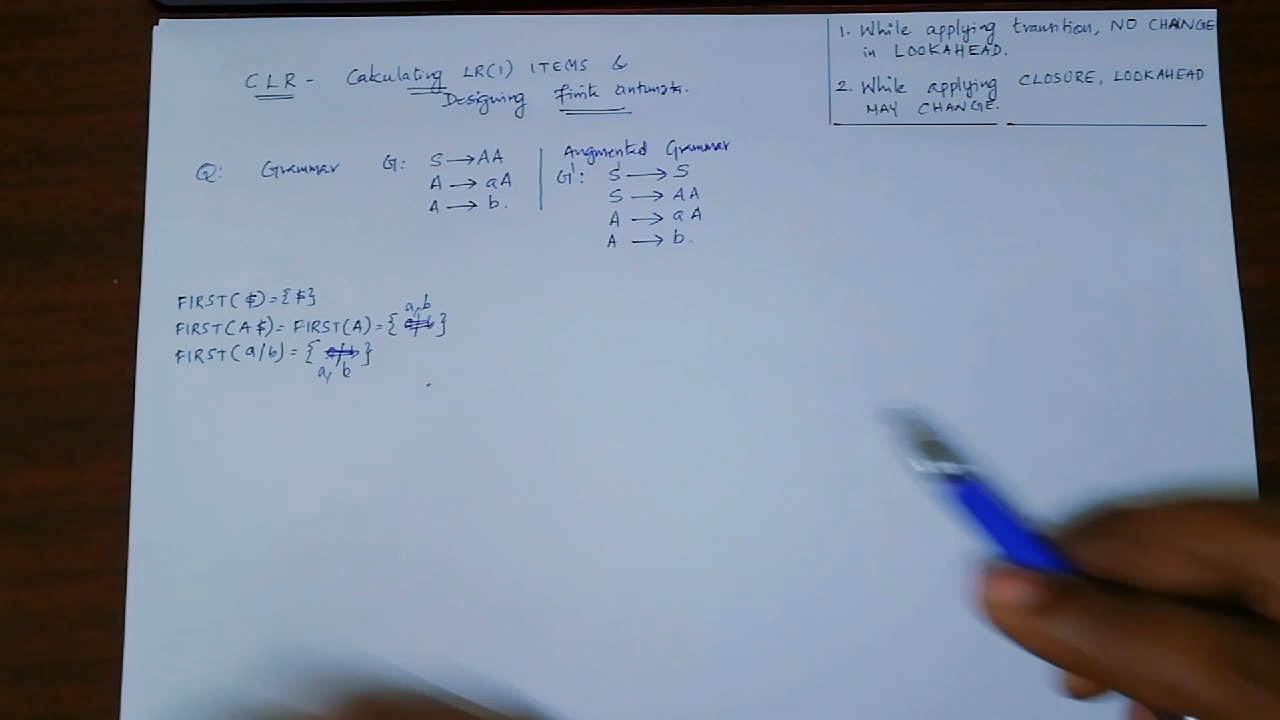 CLR - Calculating LR(1) ITEMS &
Designing finite automata.
1. While applying transition, NO CHANGE
in LOOKAHEAD.
2. While applying CLOSURE, LOOKAHEAD
MAY CHANGE.
Q: Grammar G: S → AA
A → aA
A → b.
Augmented Grammar
G': S' → S
S → AA
A → aA
A → b.
FIRST($) = {$}
FIRST(A$) = FIRST(A) = {a,b}
FIRST(a/b) = {a, b}